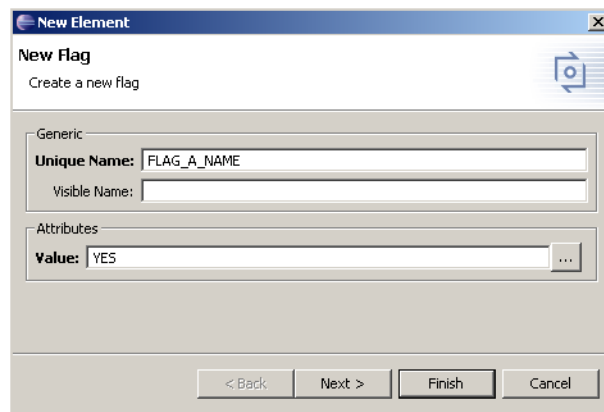 New Element
New Flag
Create a new flag
Generic
Unique Name: FLAG_A_NAME
Visible Name:
Attributes
Value: YES ...
< Back Next > Finish Cancel